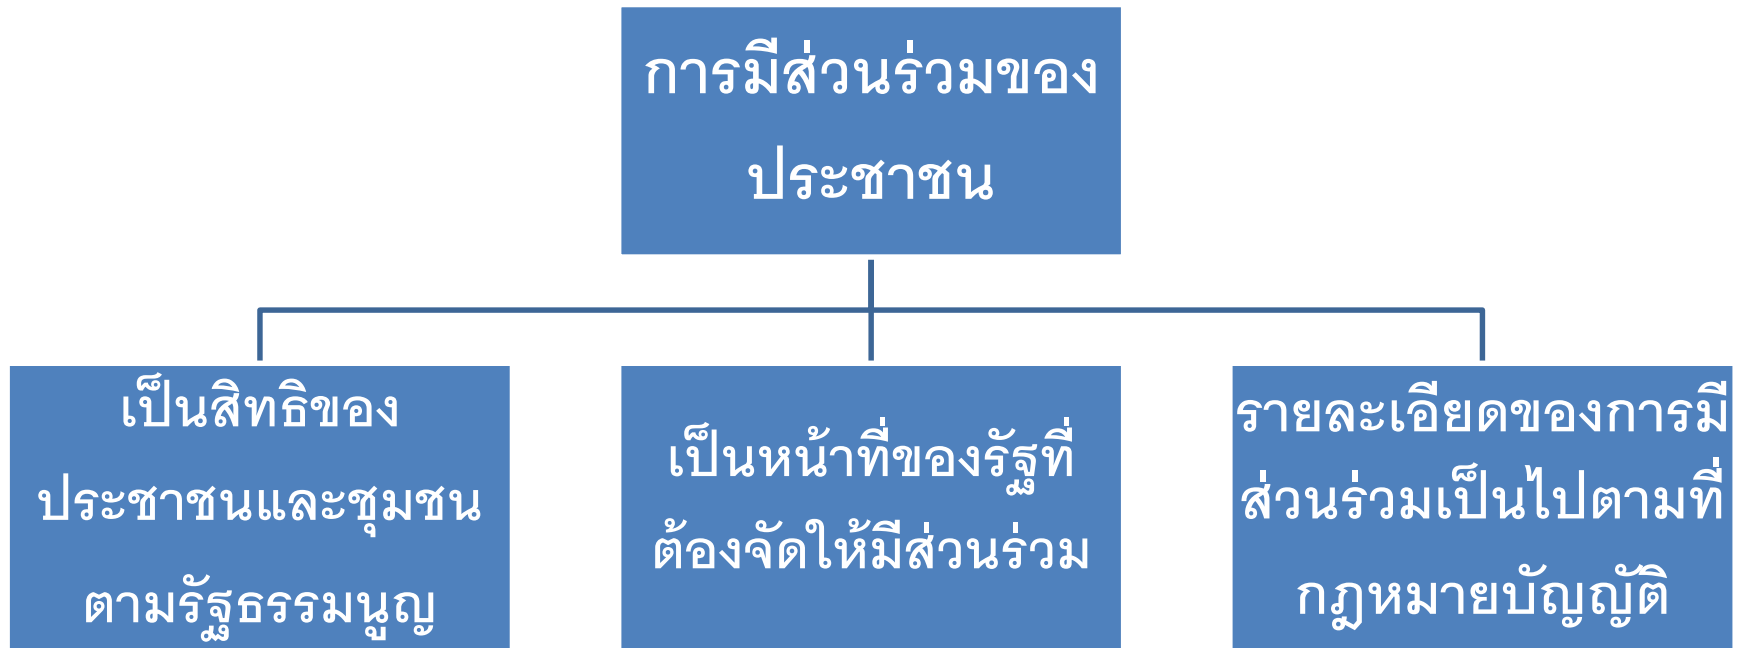 การมีส่วนร่วมของ
ประชาชน
เป็นสิทธิของ
ประชาชนและชุมชน
ตามรัฐธรรมนูญ
เป็นหน้าที่ของรัฐที่
ต้องจัดให้มีส่วนร่วม
รายละเอียดของการมี
ส่วนร่วมเป็นไปตามที่
กฎหมายบัญญัติ